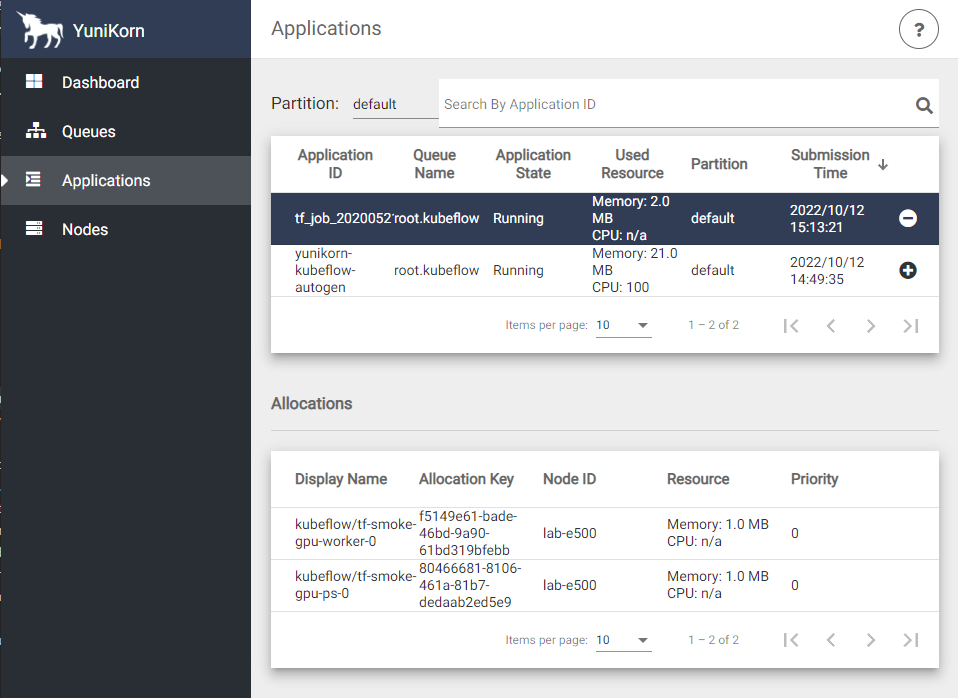 YuniKorn
Applications
?
Dashboard
Queues
Applications
Nodes
Partition: default Search By Application ID
Application ID Queue Name Application State Used Resource Partition Submission Time
tf_job_2020052 root.kubeflow Running Memory: 2.0 MB CPU: n/a default 2022/10/12 15:13:21
yunikorn-kubeflow-autogen root.kubeflow Running Memory: 21.0 MB CPU: 100 default 2022/10/12 14:49:35
Items per page: 10 1 – 2 of 2
Allocations
Display Name Allocation Key Node ID Resource Priority
kubeflow/tf-smoke-gpu-worker-0 f5149e61-bade-46bd-9a90-61bd319bfebb lab-e500 Memory: 1.0 MB CPU: n/a 0
kubeflow/tf-smoke-gpu-ps-0 80466681-8106-461a-81b7-dedaab2ed5e9 lab-e500 Memory: 1.0 MB CPU: n/a 0
Items per page: 10 1 – 2 of 2